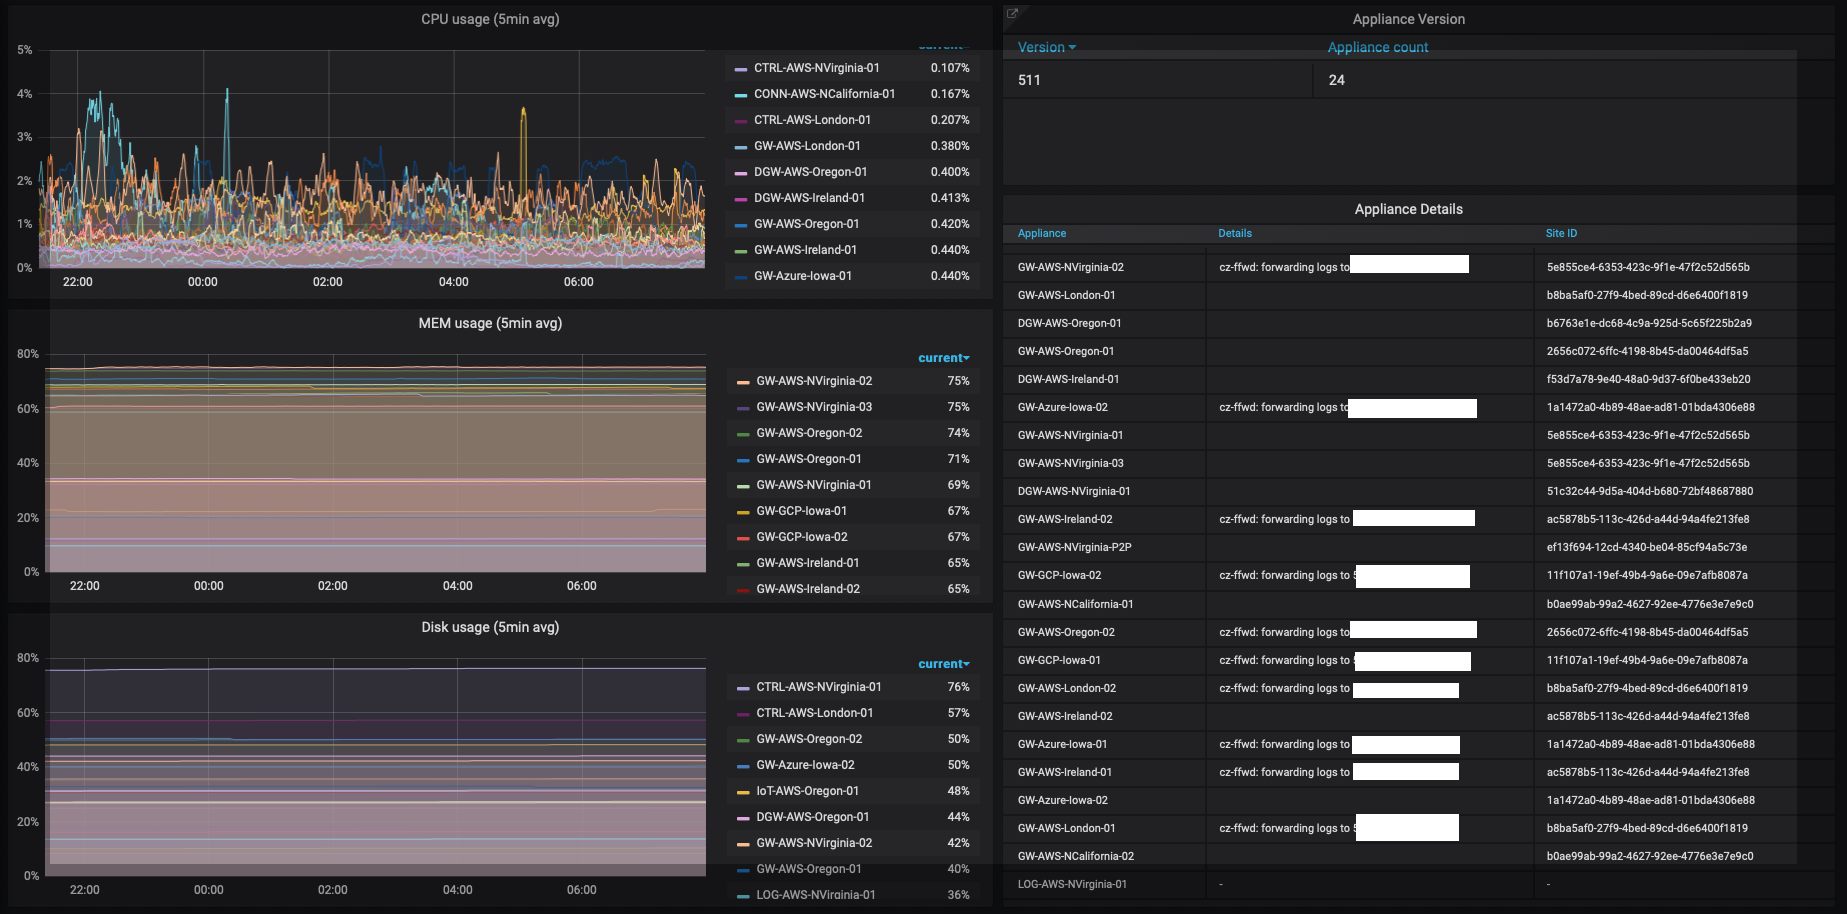 CPU usage (5min avg)
5%
4%
3%
2%
1%
0%
22:00
00:00
02:00
04:00
06:00
current
CTRL-AWS-NVirginia-01 0.107%
CONN-AWS-NCalifornia-01 0.167%
CTRL-AWS-London-01 0.207%
GW-AWS-London-01 0.380%
DGW-AWS-Oregon-01 0.400%
DGW-AWS-Ireland-01 0.413%
GW-AWS-Oregon-01 0.420%
GW-AWS-Ireland-01 0.440%
GW-Azure-Iowa-01 0.440%
MEM usage (5min avg)
80%
60%
40%
20%
0%
22:00
00:00
02:00
04:00
06:00
current
GW-AWS-NVirginia-02 75%
GW-AWS-NVirginia-03 75%
GW-AWS-Oregon-02 74%
GW-AWS-Oregon-01 71%
GW-AWS-NVirginia-01 69%
GW-GCP-Iowa-01 67%
GW-GCP-Iowa-02 67%
GW-AWS-Ireland-01 65%
GW-AWS-Ireland-02 65%
Disk usage (5min avg)
80%
60%
40%
20%
0%
22:00
00:00
02:00
04:00
06:00
current
CTRL-AWS-NVirginia-01 76%
CTRL-AWS-London-01 57%
GW-AWS-Oregon-02 50%
GW-Azure-Iowa-02 50%
IoT-AWS-Oregon-01 48%
DGW-AWS-Oregon-01 44%
GW-AWS-NVirginia-02 42%
GW-AWS-Oregon-01 40%
LOG-AWS-NVirginia-01 36%
Appliance Version
Version Appliance count
511 24
Appliance Details
Appliance Details Site ID
GW-AWS-NVirginia-02 cz-ffwd: forwarding logs to 5e855ce4-6353-423c-9f1e-47f2c52d565b
GW-AWS-London-01 b8ba5af0-27f9-4bed-89cd-d6e6400f1819
DGW-AWS-Oregon-01 b6763e1e-dc68-4c9a-925d-5c65f225b2a9
GW-AWS-Oregon-01 2656c072-6ffc-4198-8b45-da00464df5a5
DGW-AWS-Ireland-01 f53d7a78-9e40-48a0-9d37-6f0be433eb20
GW-Azure-Iowa-02 cz-ffwd: forwarding logs to 1a1472a0-4b89-48ae-ad81-01bda4306e88
GW-AWS-NVirginia-01 5e855ce4-6353-423c-9f1e-47f2c52d565b
GW-AWS-NVirginia-03 5e855ce4-6353-423c-9f1e-47f2c52d565b
DGW-AWS-NVirginia-01 51c32c44-9d5a-404d-b680-72bf48687880
GW-AWS-Ireland-02 cz-ffwd: forwarding logs to ac5878b5-113c-426d-a44d-94a4fe213fe8
GW-AWS-NVirginia-P2P ef13f694-12cd-4340-be04-85cf94a5c73e
GW-GCP-Iowa-02 cz-ffwd: forwarding logs to 11f107a1-19ef-49b4-9a6e-09e7afb8087a
GW-AWS-NCalifornia-01 b0ae99ab-99a2-4627-92ee-4776e3e7e9c0
GW-AWS-Oregon-02 cz-ffwd: forwarding logs to 2656c072-6ffc-4198-8b45-da00464df5a5
GW-GCP-Iowa-01 cz-ffwd: forwarding logs to 11f107a1-19ef-49b4-9a6e-09e7afb8087a
GW-AWS-London-02 cz-ffwd: forwarding logs to b8ba5af0-27f9-4bed-89cd-d6e6400f1819
GW-AWS-Ireland-02 ac5878b5-113c-426d-a44d-94a4fe213fe8
GW-Azure-Iowa-01 cz-ffwd: forwarding logs to 1a1472a0-4b89-48ae-ad81-01bda4306e88
GW-AWS-Ireland-01 cz-ffwd: forwarding logs to ac5878b5-113c-426d-a44d-94a4fe213fe8
GW-Azure-Iowa-02 1a1472a0-4b89-48ae-ad81-01bda4306e88
GW-AWS-London-01 cz-ffwd: forwarding logs to b8ba5af0-27f9-4bed-89cd-d6e6400f1819
GW-AWS-NCalifornia-02 b0ae99ab-99a2-4627-92ee-4776e3e7e9c0
LOG-AWS-NVirginia-01 - -